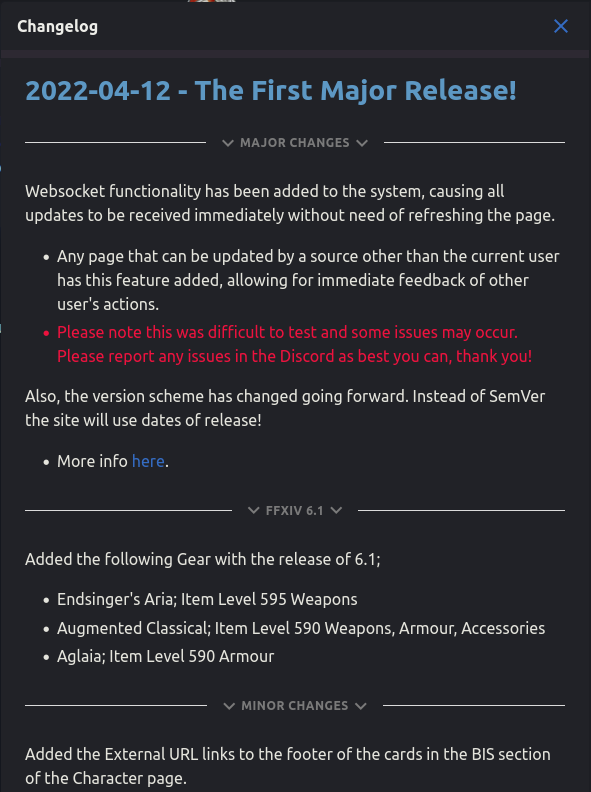 Changelog
2022-04-12 - The First Major Release!
MAJOR CHANGES
Websocket functionality has been added to the system, causing all
updates to be received immediately without need of refreshing the page.
• Any page that can be updated by a source other than the current user
has this feature added, allowing for immediate feedback of other
user's actions.
• Please note this was difficult to test and some issues may occur.
Please report any issues in the Discord as best you can, thank you!
Also, the version scheme has changed going forward. Instead of SemVer
the site will use dates of release!
• More info here.
FFXIV 6.1
Added the following Gear with the release of 6.1;
• Endsinger's Aria; Item Level 595 Weapons
• Augmented Classical; Item Level 590 Weapons, Armour, Accessories
• Aglaia; Item Level 590 Armour
MINOR CHANGES
Added the External URL links to the footer of the cards in the BIS section
of the Character page.